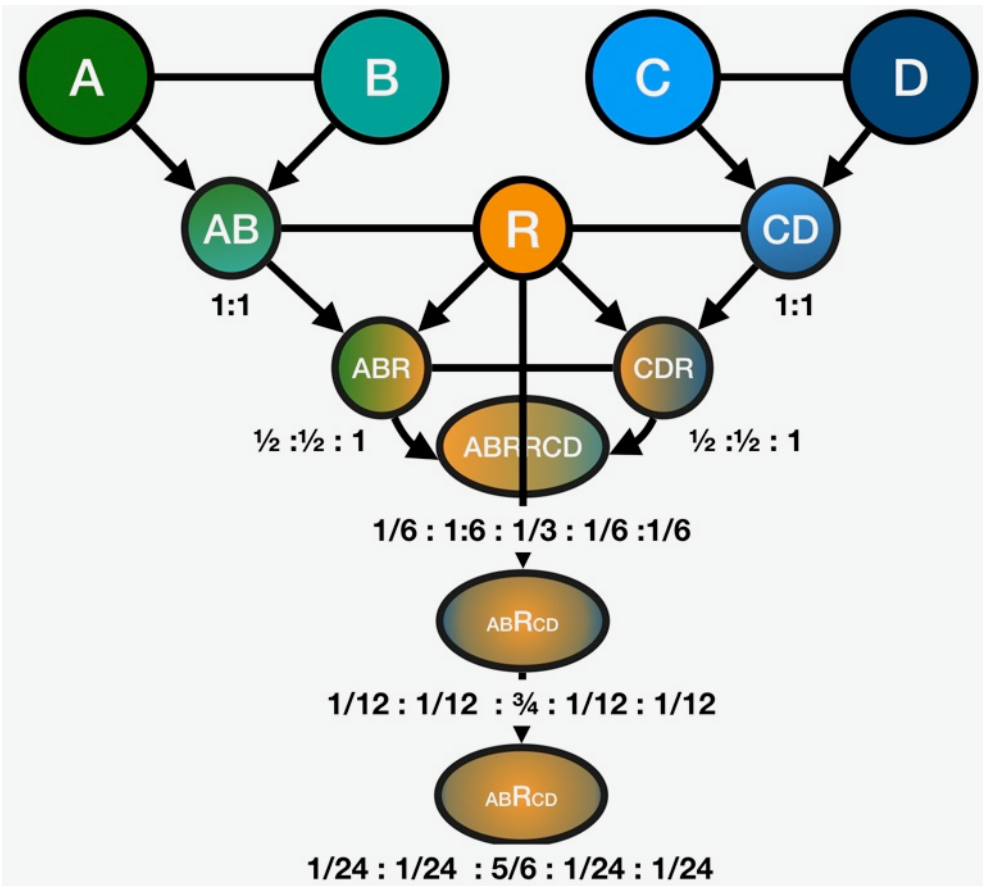 A B C D
AB R CD
1:1 1:1
ABR CDR
½ :½ : 1 ½ :½ : 1
ABRRCD
1/6 : 1:6 : 1/3 : 1/6 :1/6
ABRCD
1/12 : 1/12 : ¾ : 1/12 : 1/12
ABRCD
1/24 : 1/24 : 5/6 : 1/24 : 1/24